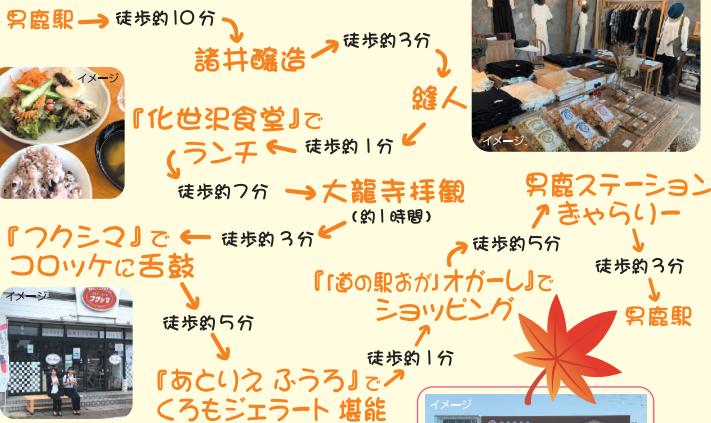 男鹿駅 → 徒歩約10分
諸井醸造
徒歩約3分
縫人
徒歩約1分
『化世沢食堂』で
ランチ
イメージ
イメージ
徒歩約7分
大龍寺拝観
(約1時間)
徒歩約3分
『フクシマ』で
コロッケに舌鼓
イメージ
フクシマ
徒歩約5分
『あとりえ ふうろ』で
くろもジェラート 堪能
徒歩約1分
『「道の駅おが」オガーレ』で
ショッピング
徒歩約5分
男鹿ステーション
ぎゃらりー
徒歩約3分
男鹿駅
イメージ